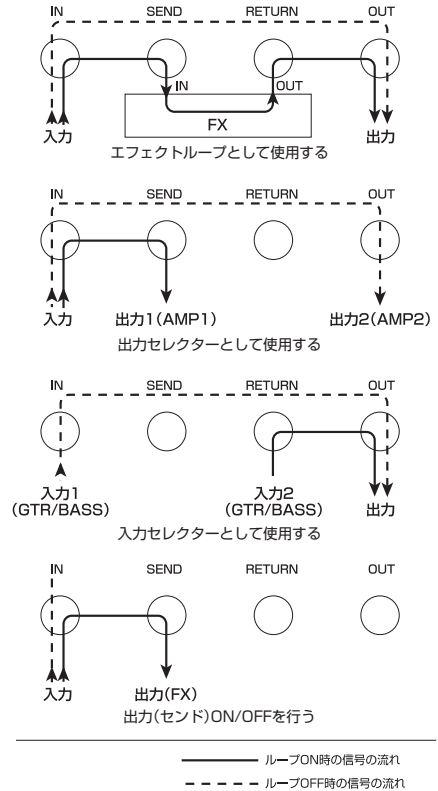 IN SEND RETURN OUT
IN OUT
FX
入力 出力
エフェクトループとして使用する
IN SEND RETURN OUT
入力 出力1(AMP1) 出力2(AMP2)
出力セレクターとして使用する
IN SEND RETURN OUT
入力1 入力2 出力
(GTR/BASS) (GTR/BASS)
入力セレクターとして使用する
IN SEND RETURN OUT
入力 出力(FX)
出力(センド)ON/OFFを行う
ループON時の信号の流れ
ループOFF時の信号の流れ